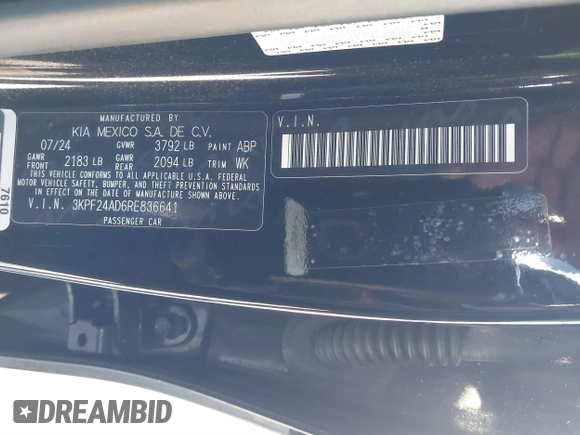 MANUFACTURED BY
KIA MEXICO S.A. DE C.V.
07/24 GVWR 3792 LB PAINT ABP
GAWR FRONT 2183 LB GAWR REAR 2094 LB TRIM WK
THIS VEHICLE CONFORMS TO ALL APPLICABLE U.S.A. FEDERAL
MOTOR VEHICLE SAFETY, BUMPER, AND THEFT PREVENTION
STANDARDS IN EFFECT ON THE DATE OF MANUFACTURE
SHOWN ABOVE.
V.I.N. 3KPF24AD6RE836641
PASSENGER CAR
V.I.N.
7610
DREAMBID